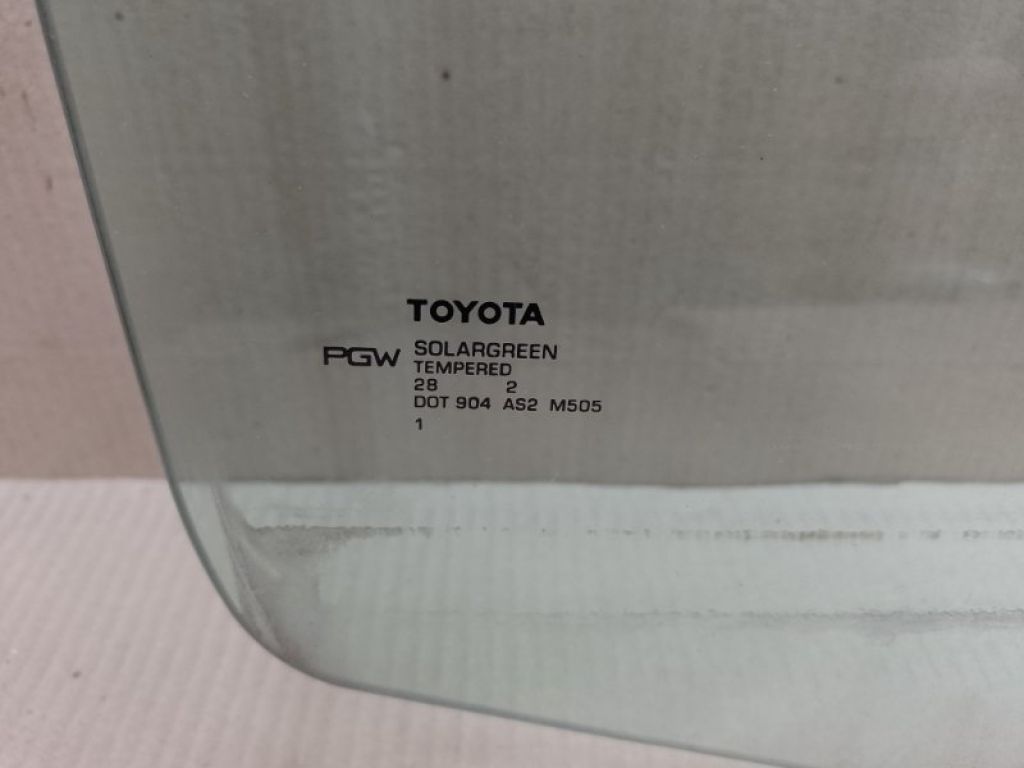 TOYOTA
PGW SOLARGREEN
TEMPERED
28 2
DOT 904 AS2 M505
1